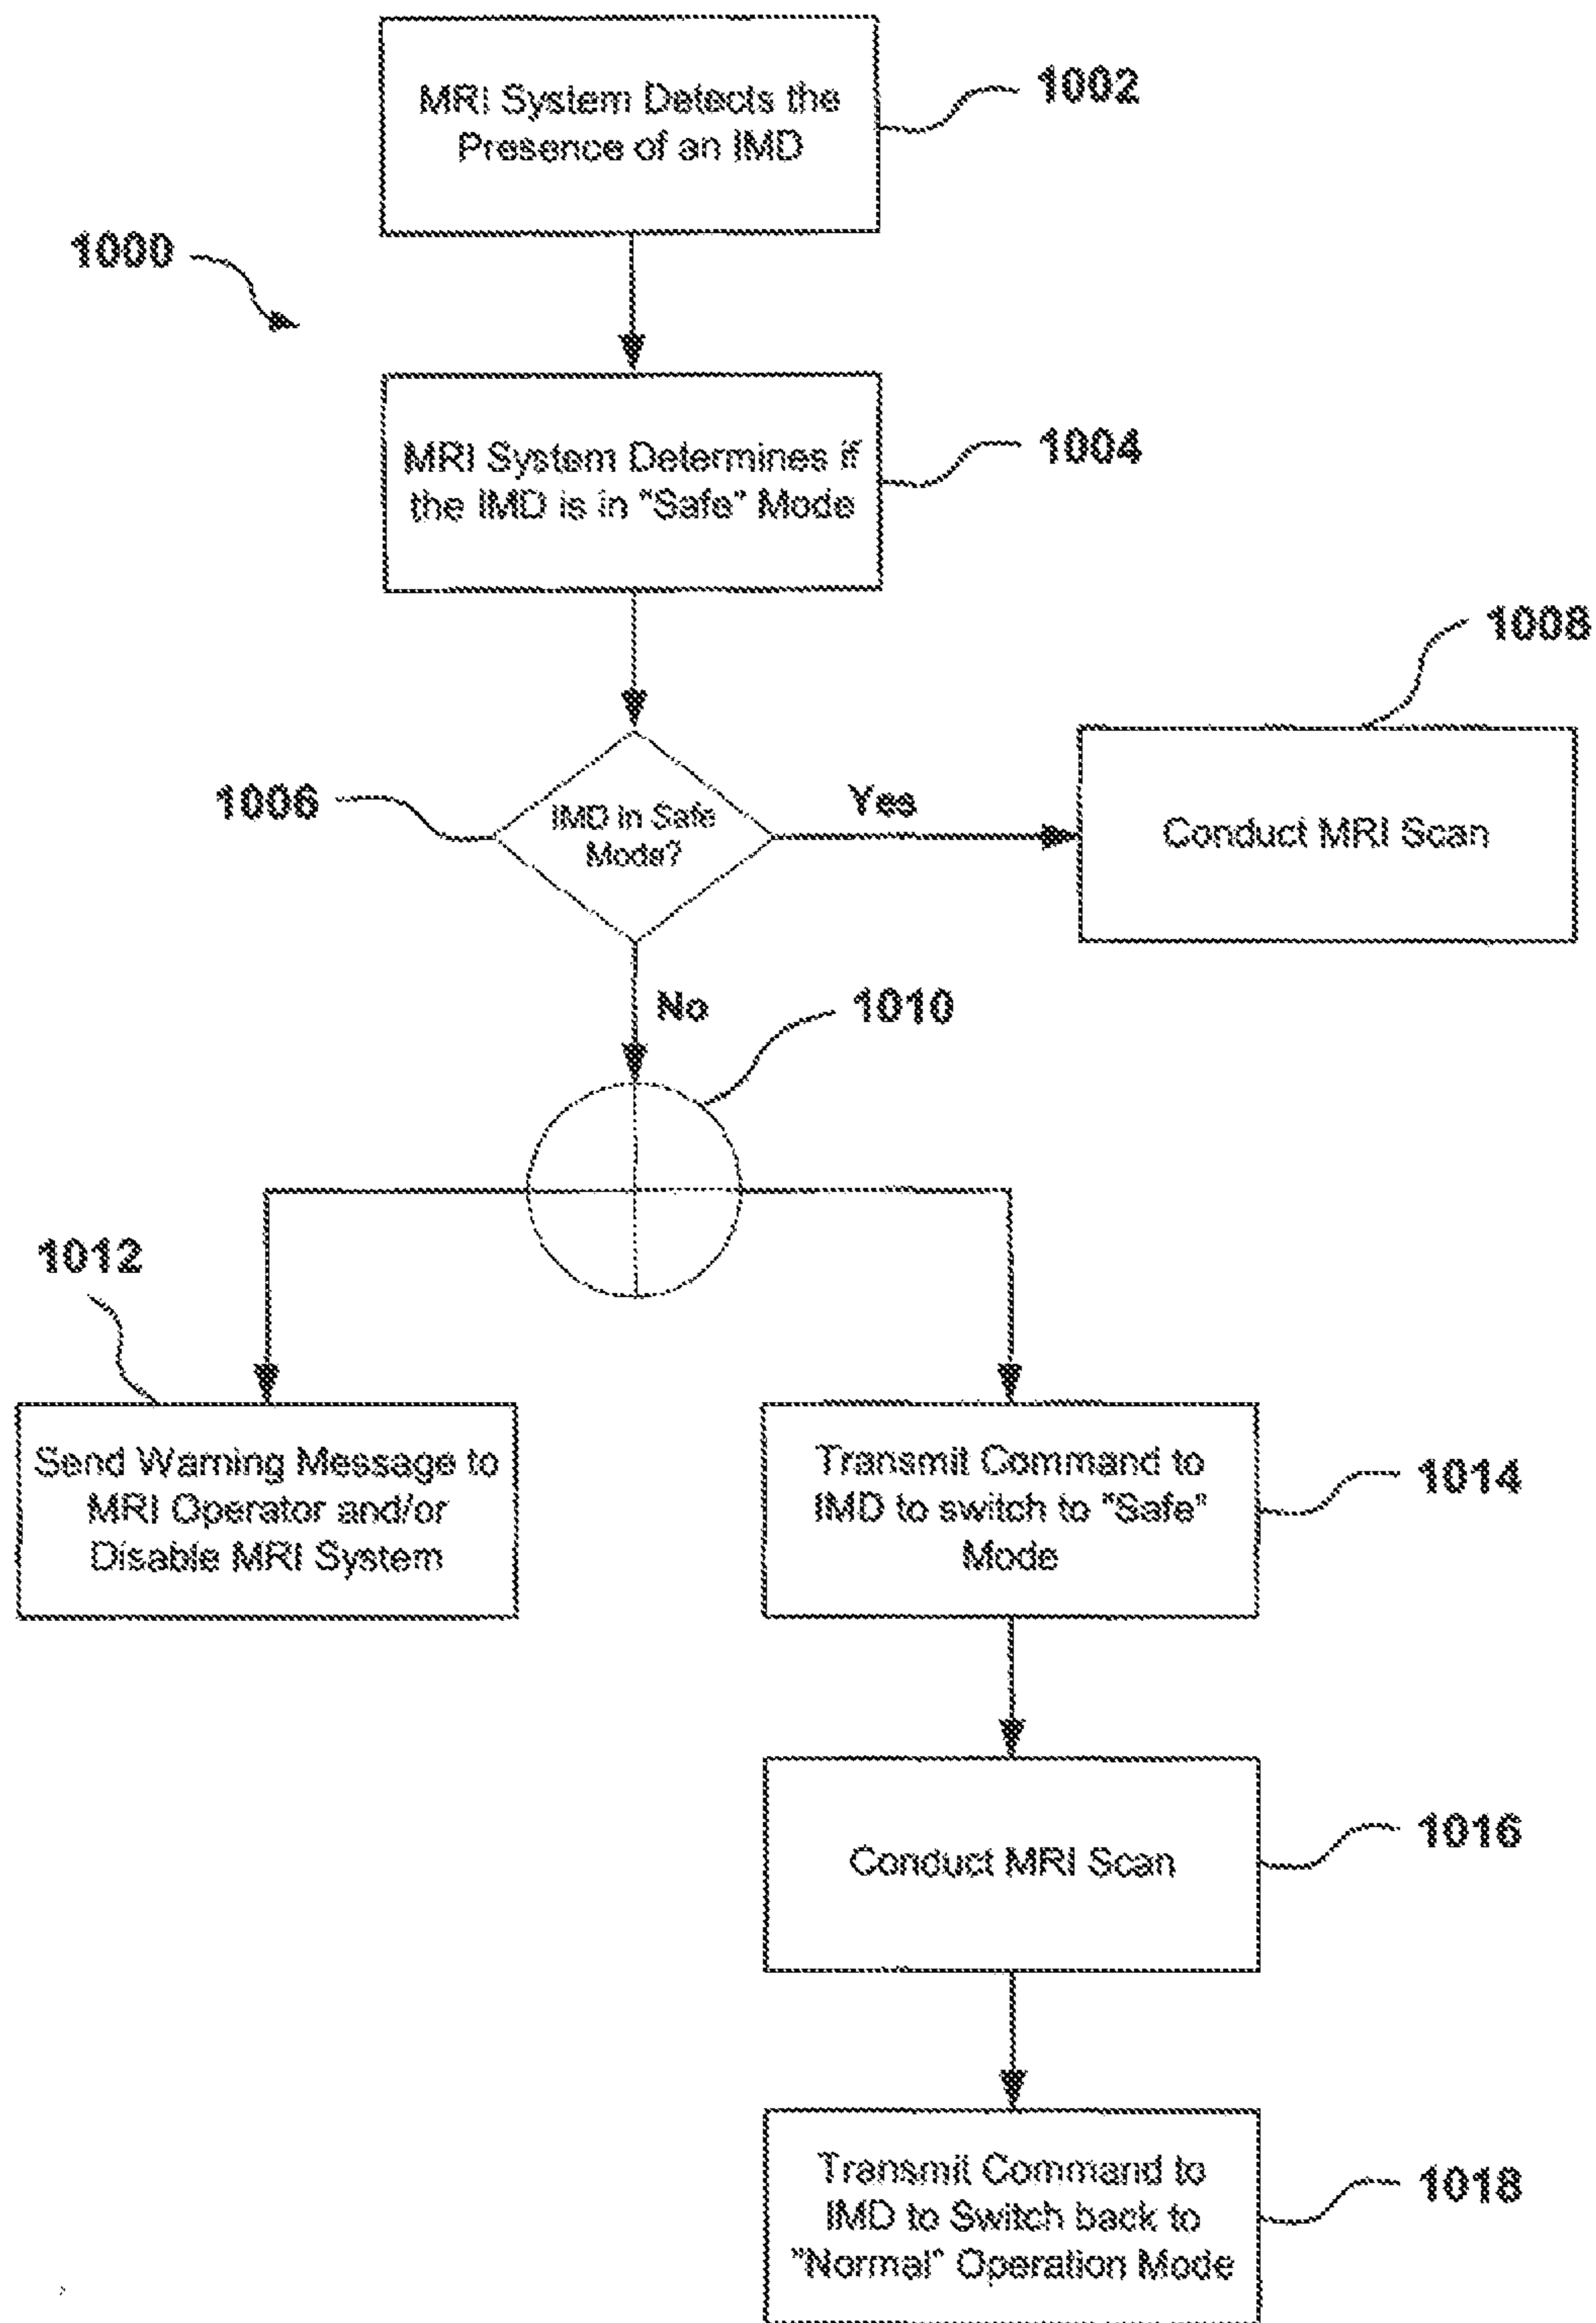 MRI System Detects the
Presence of an IMD
1002
1000
MRI System Determines if
the IMD is in "Safe" Mode
1004
1006
IMD in Safe
Mode?
Yes
1008
Conduct MRI Scan
No
1010
1012
Send Warning Message to
MRI Operator and/or
Disable MRI System
Transmit Command to
IMD to switch to "Safe"
Mode
1014
Conduct MRI Scan
1016
Transmit Command to
IMD to Switch back to
"Normal" Operation Mode
1018